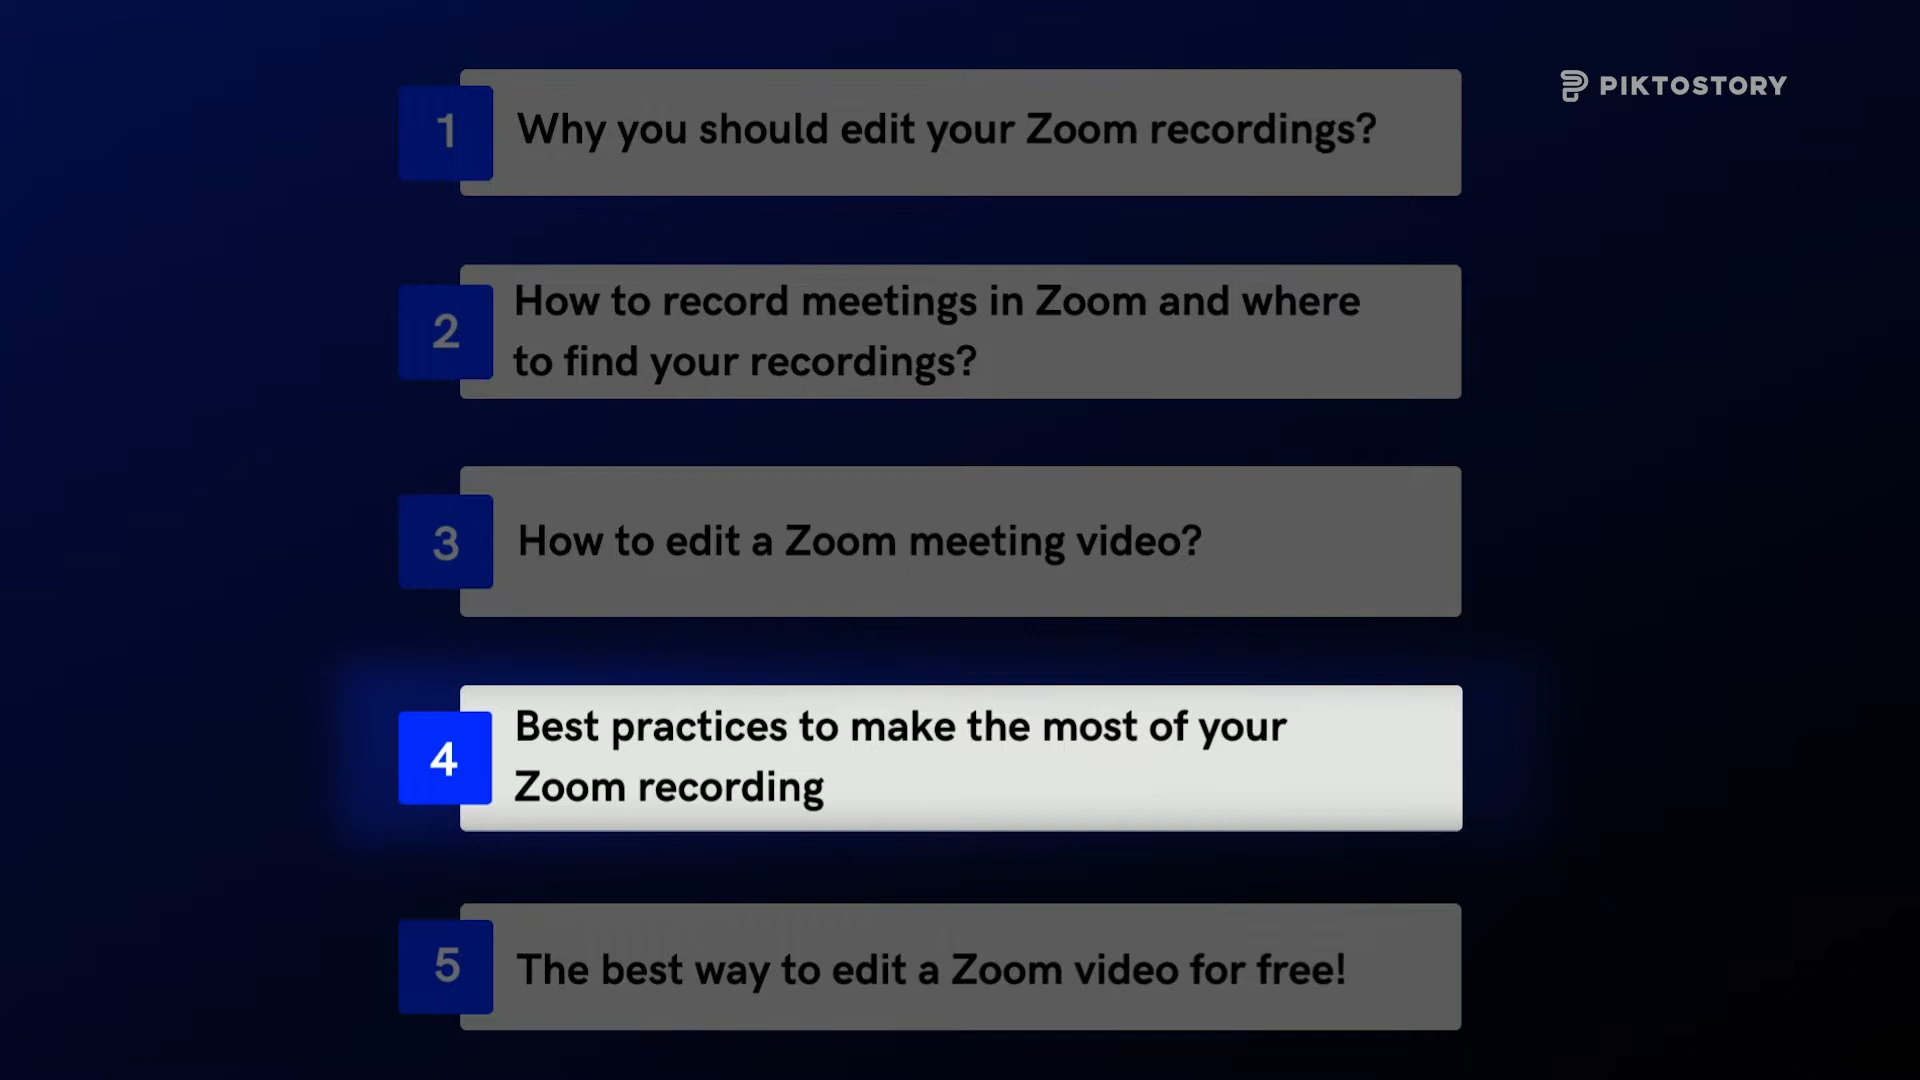 PIKTOSTORY
1
Why you should edit your Zoom recordings?
2
How to record meetings in Zoom and where
to find your recordings?
3
How to edit a Zoom meeting video?
4
Best practices to make the most of your
Zoom recording
5
The best way to edit a Zoom video for free!